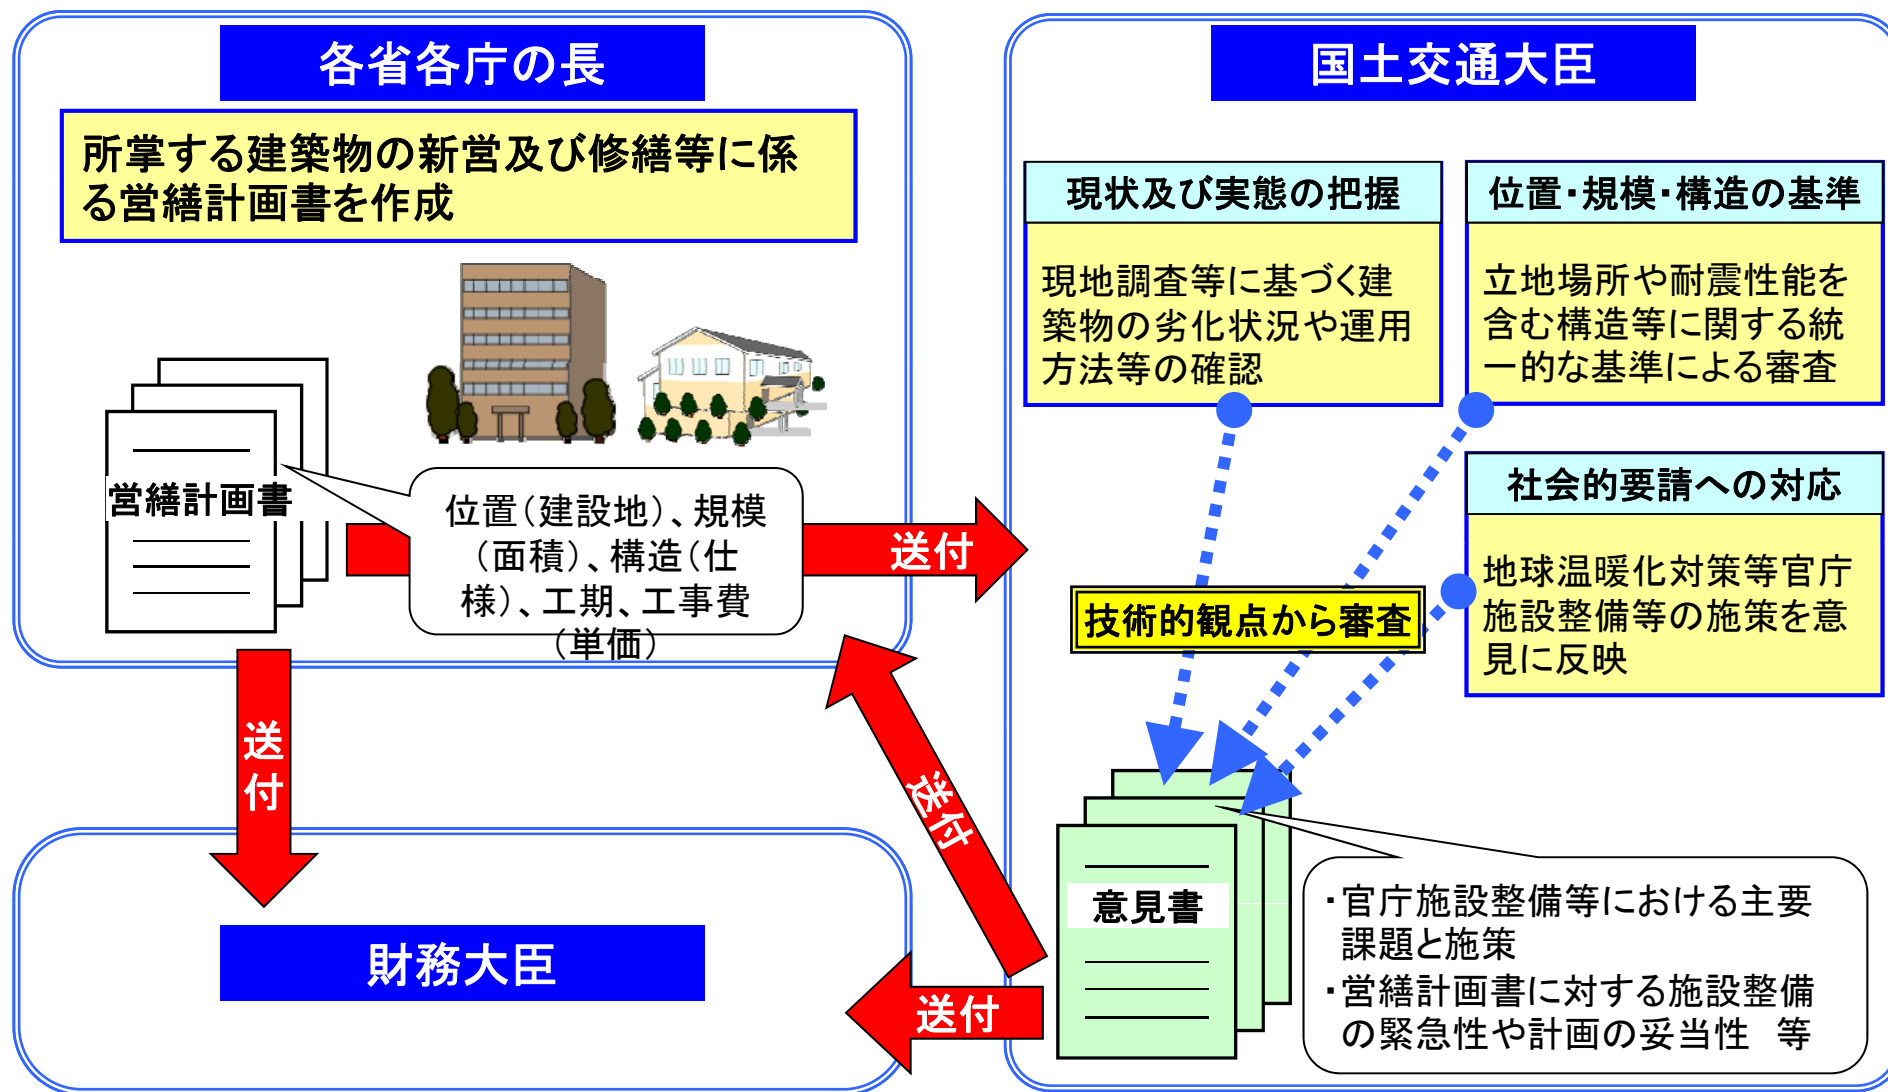 各省各庁の長
所掌する建築物の新営及び修繕等に係
る営繕計画書を作成
営繕計画書
位置（建設地）、規模
（面積）、構造（仕
様）、工期、工事費
（単価）
送付
送付
財務大臣
国土交通大臣
現状及び実態の把握
現地調査等に基づく建
築物の劣化状況や運用
方法等の確認
位置・規模・構造の基準
立地場所や耐震性能を
含む構造等に関する統
一的な基準による審査
社会的要請への対応
地球温暖化対策等官庁
施設整備等の施策を意
見に反映
技術的観点から審査
送付
送付
意見書
・官庁施設整備等における主要
課題と施策
・営繕計画書に対する施設整備
の緊急性や計画の妥当性　等